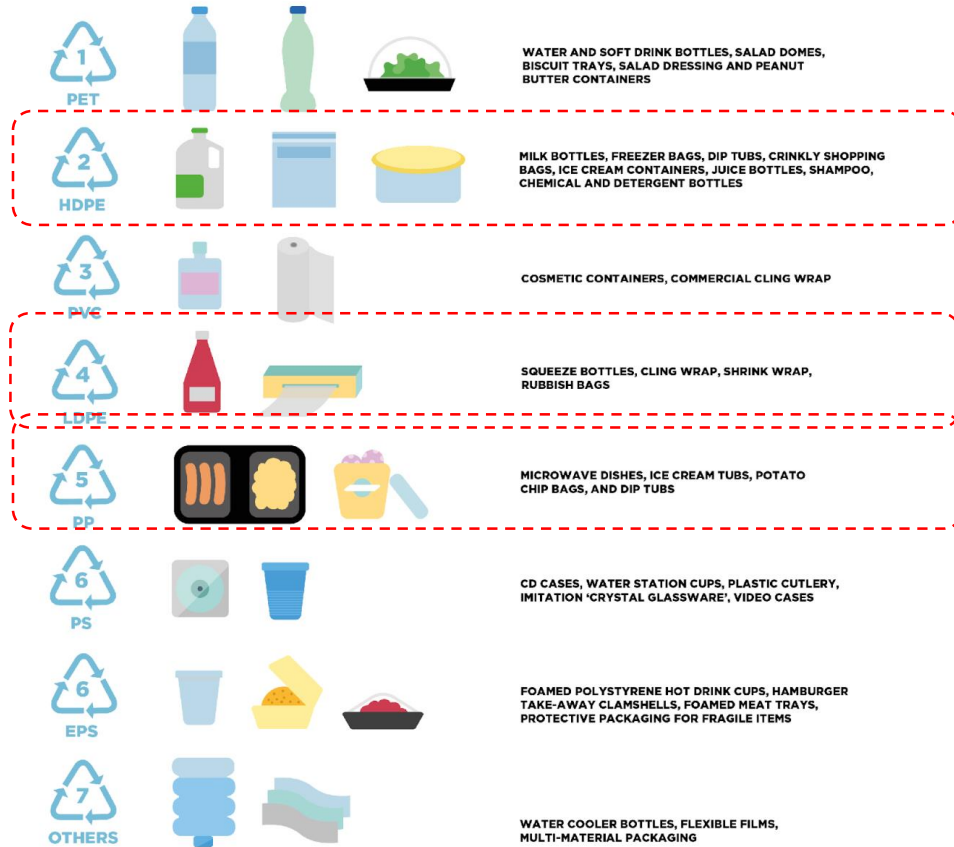 1
PET
WATER AND SOFT DRINK BOTTLES, SALAD DOMES,
BISCUIT TRAYS, SALAD DRESSING AND PEANUT
BUTTER CONTAINERS
2
HDPE
MILK BOTTLES, FREEZER BAGS, DIP TUBS, CRINKLY SHOPPING
BAGS, ICE CREAM CONTAINERS, JUICE BOTTLES, SHAMPOO,
CHEMICAL AND DETERGENT BOTTLES
3
PVC
COSMETIC CONTAINERS, COMMERCIAL CLING WRAP
4
LDPE
SQUEEZE BOTTLES, CLING WRAP, SHRINK WRAP,
RUBBISH BAGS
5
PP
MICROWAVE DISHES, ICE CREAM TUBS, POTATO
CHIP BAGS, AND DIP TUBS
6
PS
CD CASES, WATER STATION CUPS, PLASTIC CUTLERY,
IMITATION ‘CRYSTAL GLASSWARE’, VIDEO CASES
6
EPS
FOAMED POLYSTYRENE HOT DRINK CUPS, HAMBURGER
TAKE-AWAY CLAMSHELLS, FOAMED MEAT TRAYS,
PROTECTIVE PACKAGING FOR FRAGILE ITEMS
7
OTHERS
WATER COOLER BOTTLES, FLEXIBLE FILMS,
MULTI-MATERIAL PACKAGING